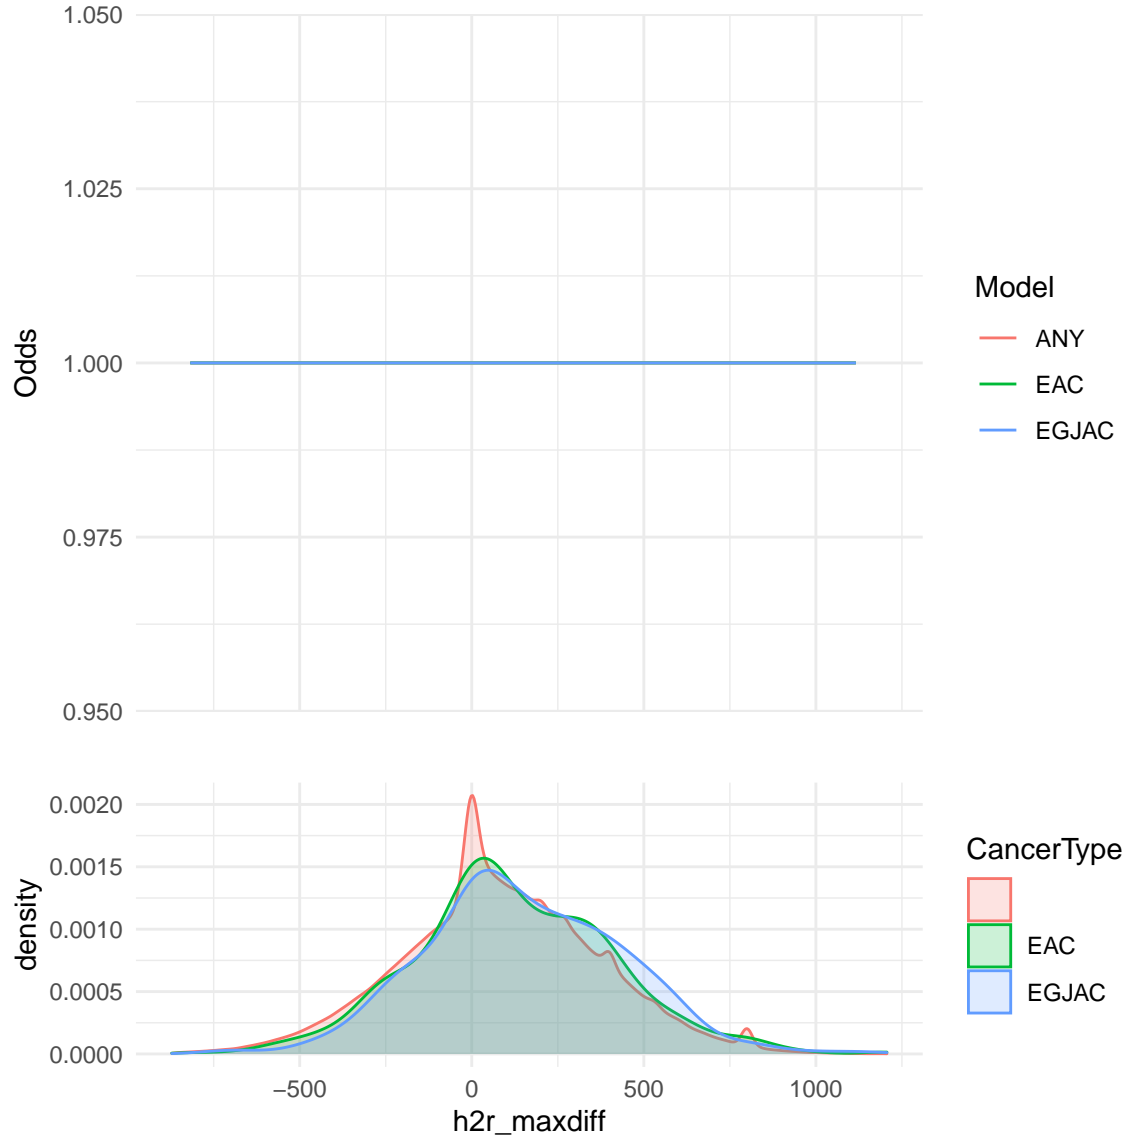 1.050
1.025
1.000
0.975
0.950
Odds
Model
ANY
EAC
EGJAC
0.0020
0.0015
0.0010
0.0005
0.0000
density
−500
0
500
1000
h2r_maxdiff
CancerType
EAC
EGJAC